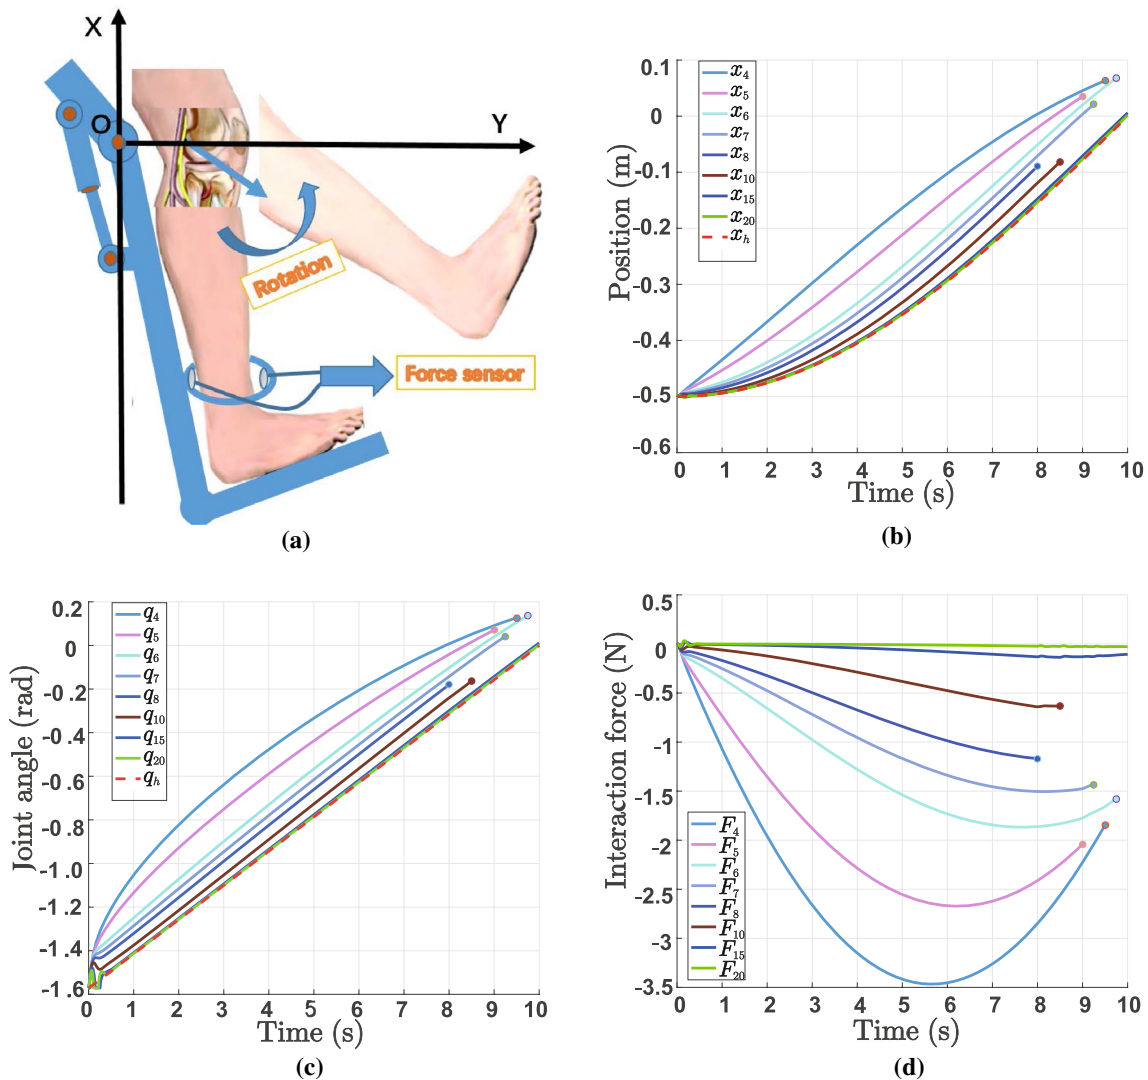 X
O
Y
Rotation
Force sensor
(a)
0.1
0
-0.1
-0.2
-0.3
-0.4
-0.5
-0.6
Position (m)
x4
x5
x6
x7
x8
x10
x15
x20
xh
0 1 2 3 4 5 6 7 8 9 10
Time (s)
(b)
0.2
0
-0.2
-0.4
-0.6
-0.8
-1.0
-1.2
-1.4
-1.6
Joint angle (rad)
q4
q5
q6
q7
q8
q10
q15
q20
qh
0 1 2 3 4 5 6 7 8 9 10
Time (s)
(c)
0.5
0
-0.5
-1
-1.5
-2
-2.5
-3
-3.5
Interaction force (N)
F4
F5
F6
F7
F8
F10
F15
F20
0 1 2 3 4 5 6 7 8 9 10
Time (s)
(d)